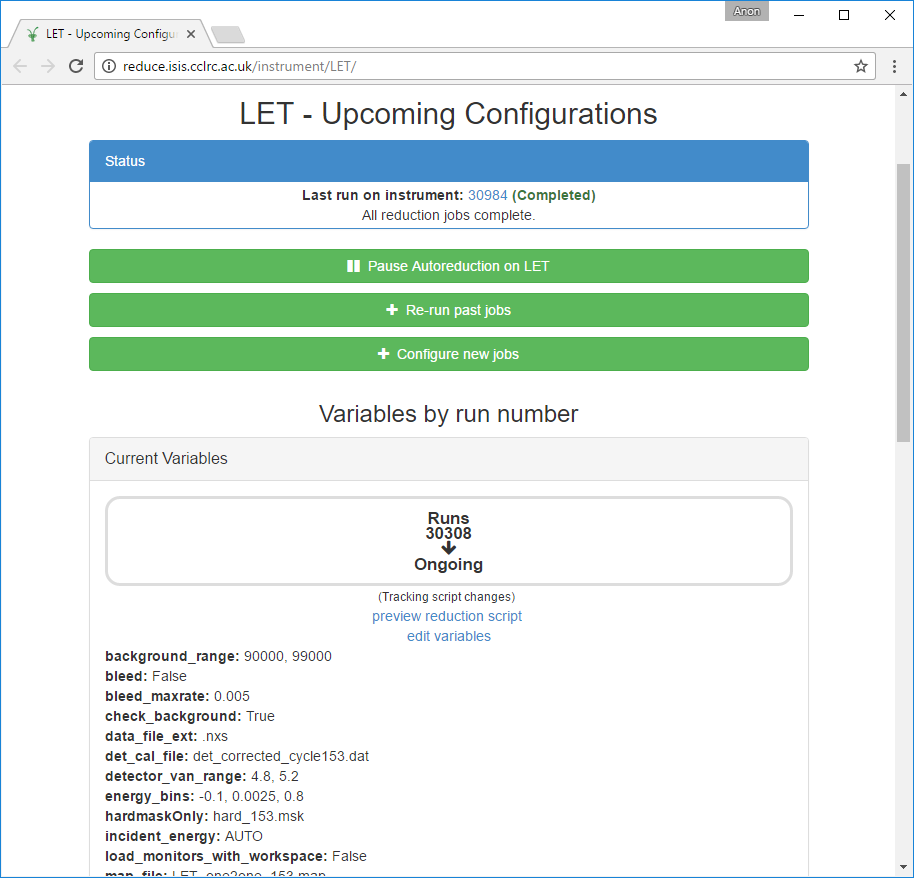 Anon
LET - Upcoming Configu
reduce.isis.cclrc.ac.uk/instrument/LET/
LET - Upcoming Configurations
Status
Last run on instrument: 30984 (Completed)
All reduction jobs complete.
Pause Autoreduction on LET
Re-run past jobs
Configure new jobs
Variables by run number
Current Variables
Runs
30308
Ongoing
(Tracking script changes)
preview reduction script
edit variables
background_range: 90000, 99000
bleed: False
bleed_maxrate: 0.005
check_background: True
data_file_ext: .nxs
det_cal_file: det_corrected_cycle153.dat
detector_van_range: 4.8, 5.2
energy_bins: -0.1, 0.0025, 0.8
hardmaskOnly: hard_153.msk
incident_energy: AUTO
load_monitors_with_workspace: False
map_file: LET_one2one_153.map